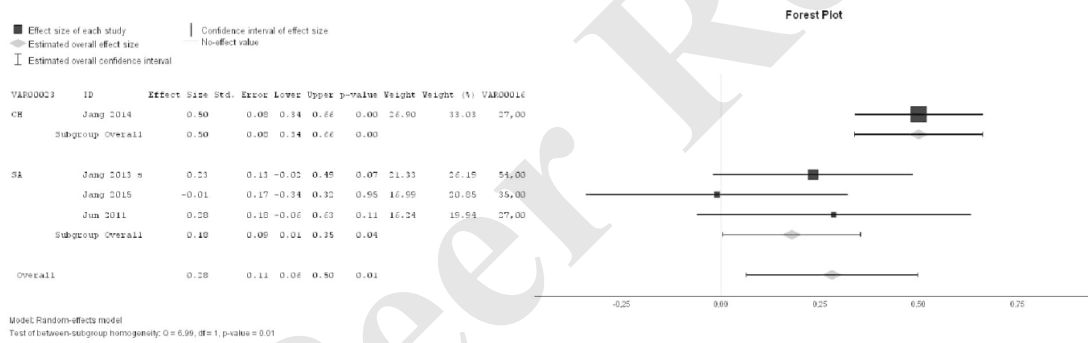 Forest Plot
Effect size of each study
Confidence interval of effect size
Estimated overall effect size
No-effect value
Estimated overall confidence interval
VAR00023 ID Effect Size Std. Error Lower Upper p-value Weight Weight (%) VAR00016
CH Jang 2014 0.50 0.08 0.34 0.66 0.00 26.90 33.03 27,00
Subgroup Overall 0.50 0.08 0.34 0.66 0.00
SA Jang 2013 s 0.23 0.13 -0.02 0.49 0.07 21.33 26.19 54,00
Jang 2015 -0.01 0.17 -0.34 0.32 0.95 16.99 20.85 35,00
Jun 2011 0.28 0.18 -0.06 0.63 0.11 16.24 19.94 27,00
Subgroup Overall 0.18 0.09 0.01 0.35 0.04
Overall 0.28 0.11 0.06 0.50 0.01
-0,25 0,00 0,25 0,50 0,75
Model: Random-effects model
Test of between-subgroup homogeneity: Q = 6.99, df = 1, p-value = 0.01
Peer